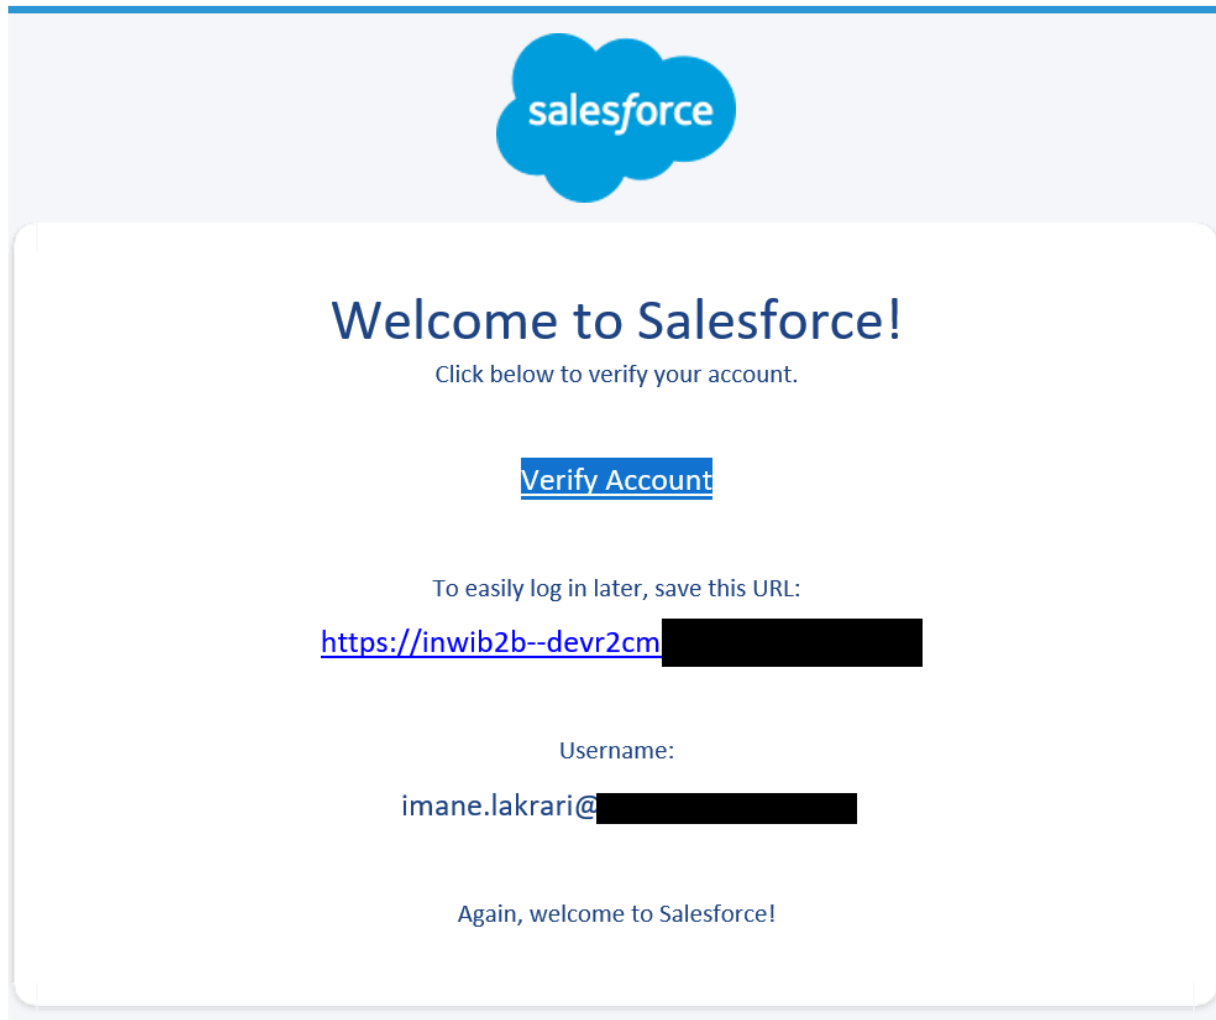 salesforce
Welcome to Salesforce!
Click below to verify your account.
Verify Account
To easily log in later, save this URL:
https://inwib2b--devr2cm
Username:
imane.lakrari@
Again, welcome to Salesforce!